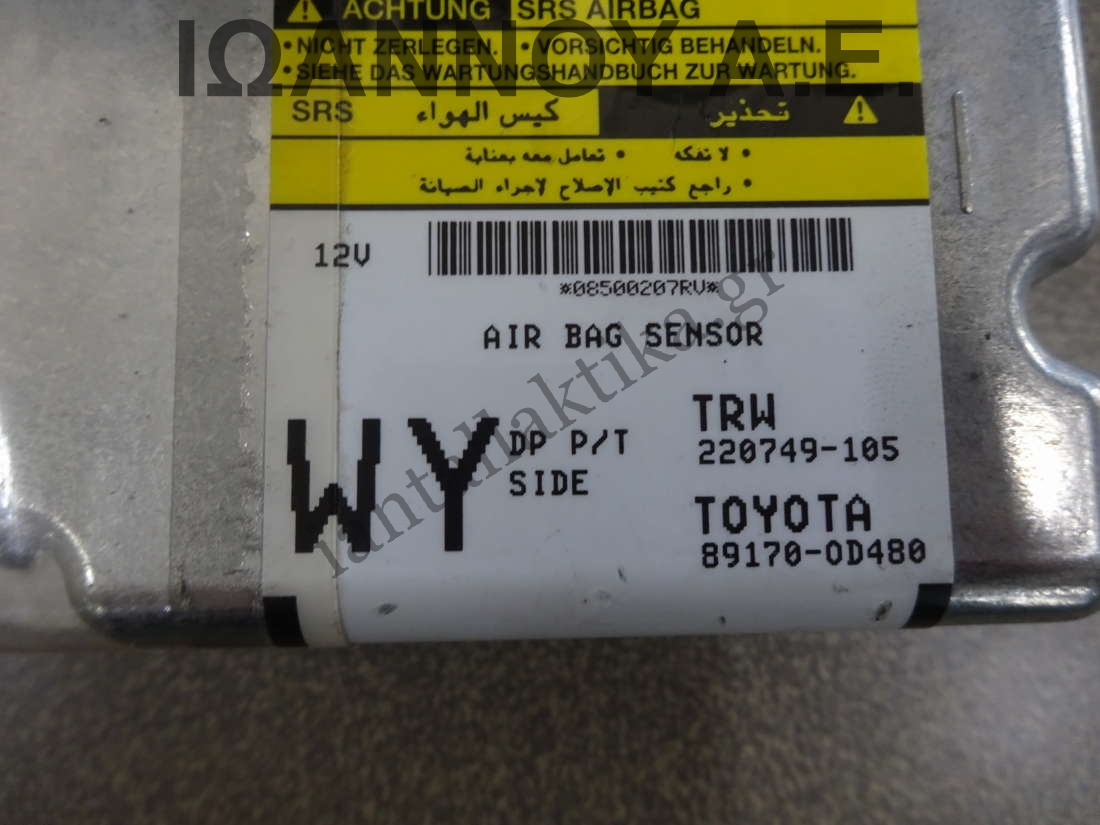 ACHTUNG SRS AIRBAG
ΙΩΑΝΝΟΥ Α.Ε.
•NICHT ZERLEGEN. •VORSICHTIG BEHANDELN.
•SIEHE DAS WARTUNGSHANDBUCH ZUR WARTUNG.
SRS كيس الهواء تحذير
• لا تفكه • تعامل معه بعناية
• راجع كتيب الإصلاح لإجراء الصيانة
12V
*08500207RV*
AIR BAG SENSOR
WY
DP P/T
SIDE
TRW
220749-105
TOYOTA
89170-0D480
iantallaktika.gr